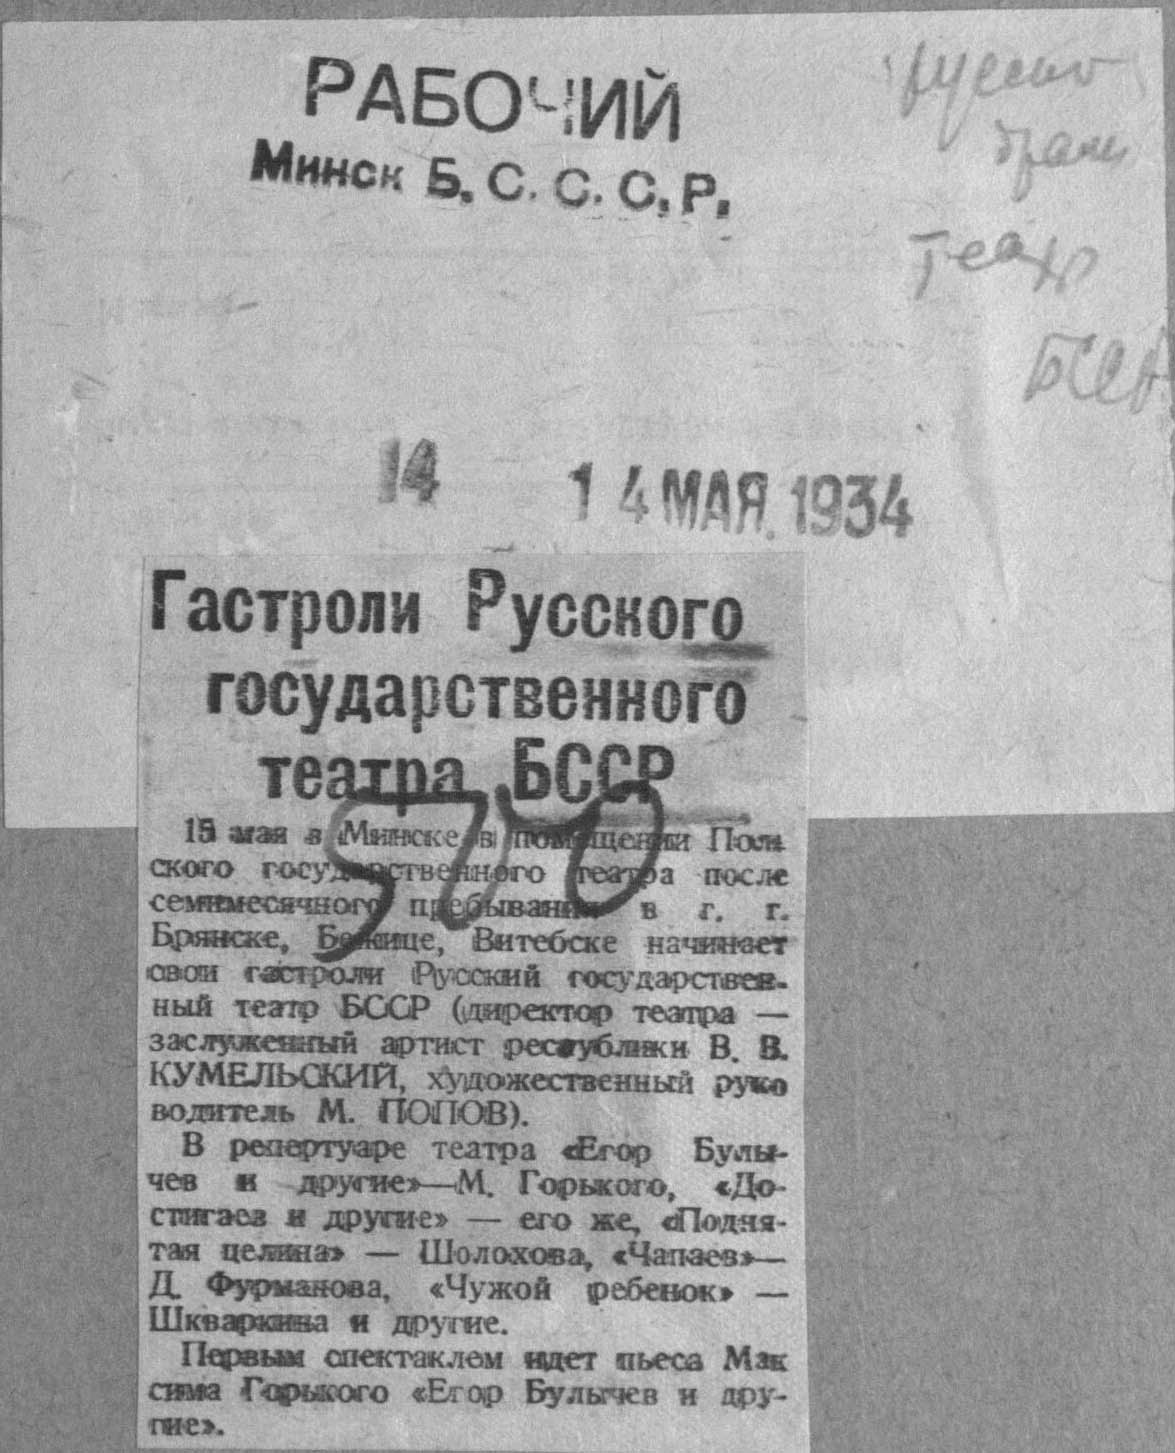 РАБОЧИЙ
Минск Б. С. С. С. Р.
русско
драм
театр
БССР
14
14 МАЯ. 1934
Гастроли Русского
государственного
театра БССР
15 мая в Минске в помещении Поль
ского государственного театра после
семимесячного пребывания в г. г.
Брянске, Бежице, Витебске начинает
свои гастроли Русский государствен-
ный театр БССР (директор театра —
заслуженный артист республики В. В.
КУМЕЛЬСКИЙ, художественный руко
водитель М. ПОПОВ).
В репертуаре театра «Егор Булы-
чев и другие»—М. Горького, «До-
стигаев и другие» — его же, «Подня-
тая целина» — Шолохова, «Чапаев»—
Д. Фурманова, «Чужой ребенок» —
Шкваркина и другие.
Первым спектаклем идет пьеса Мак
сима Горького «Егор Булычев и дру-
гие».